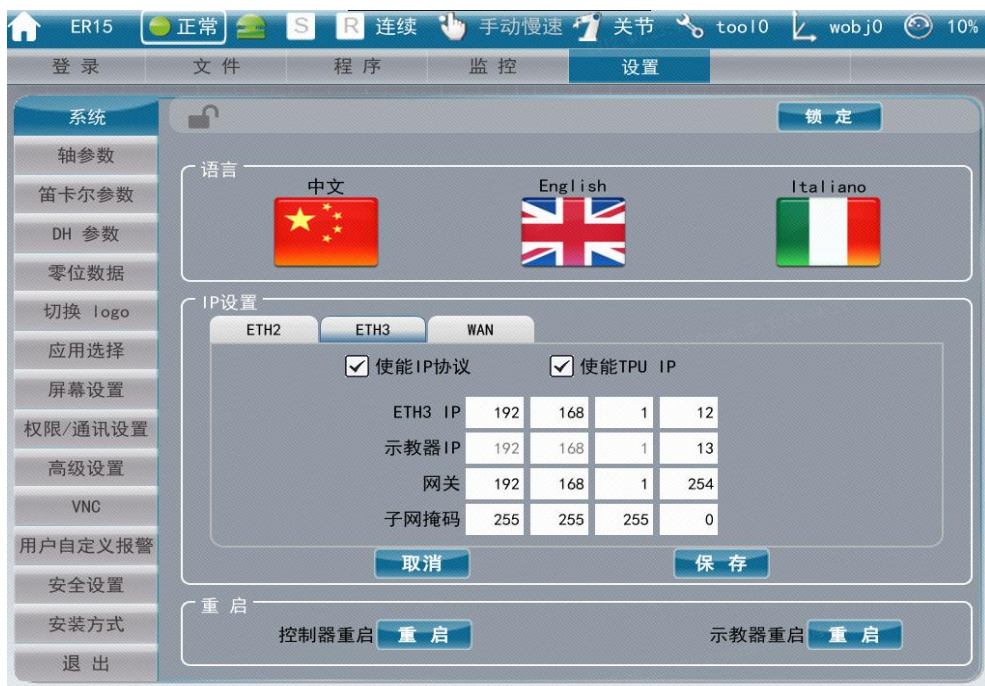 ER15 正常 S R 连续 手动慢速 关节 tool0 wobj0 10%
登 录 文 件 程 序 监 控 设置
系统 锁 定
轴参数
笛卡尔参数
DH 参数
零位数据
切换 logo
应用选择
屏幕设置
权限/通讯设置
高级设置
VNC
用户自定义报警
安全设置
安装方式
退 出
语言
中文 English Italiano
IP设置
ETH2 ETH3 WAN
使能IP协议 使能TPU IP
ETH3 IP 192 168 1 12
示教器IP 192 168 1 13
网关 192 168 1 254
子网掩码 255 255 255 0
取消 保 存
重 启
控制器重启 重 启 示教器重启 重 启